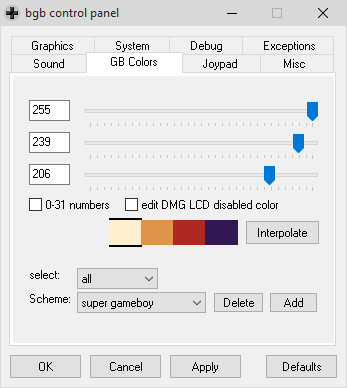 bgb control panel
Graphics System Debug Exceptions
Sound GB Colors Joypad Misc
255
239
206
0-31 numbers edit DMG LCD disabled color
Interpolate
select: all
Scheme: super gameboy Delete Add
OK Cancel Apply Defaults